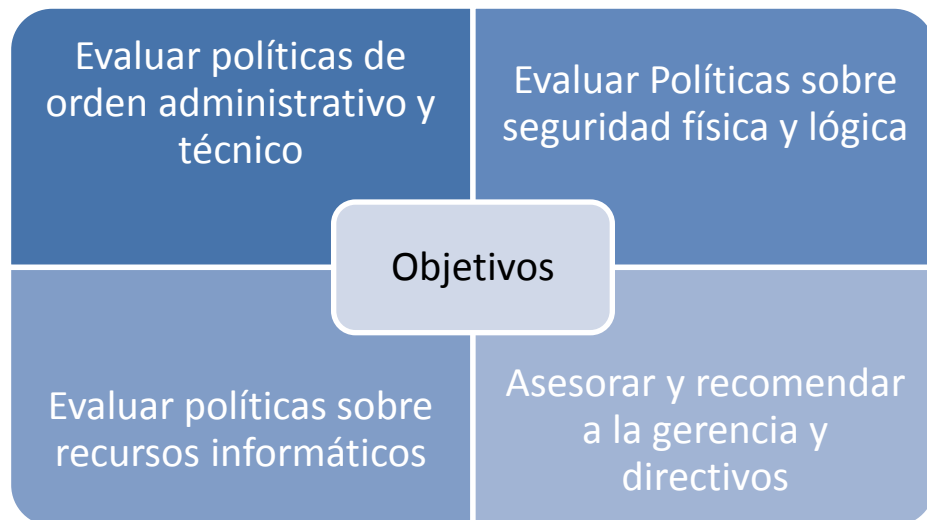 Evaluar políticas de
orden administrativo y
técnico
Evaluar Políticas sobre
seguridad física y lógica
Objetivos
Evaluar políticas sobre
recursos informáticos
Asesorar y recomendar
a la gerencia y
directivos